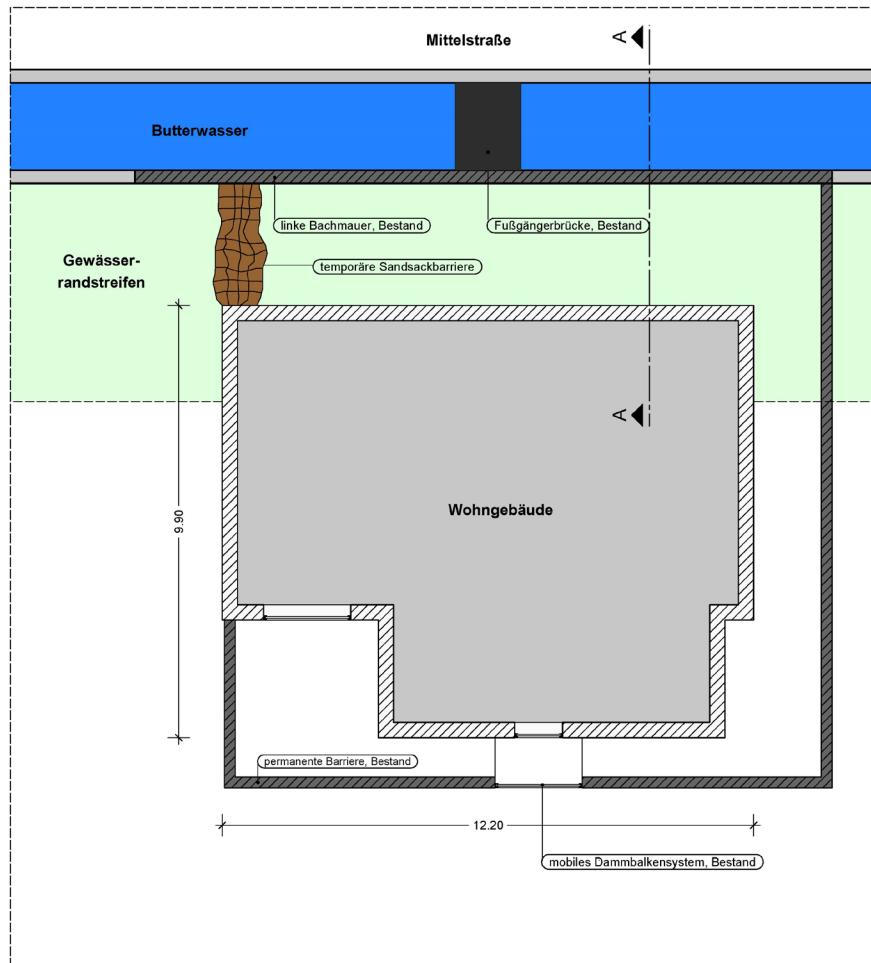 Mittelstraße
A
Butterwasser
linke Bachmauer, Bestand
Fußgängerbrücke, Bestand
Gewässer-
randstreifen
temporäre Sandsackbarriere
A
9.90
Wohngebäude
permanente Barriere, Bestand
12.20
mobiles Dammbalkensystem, Bestand